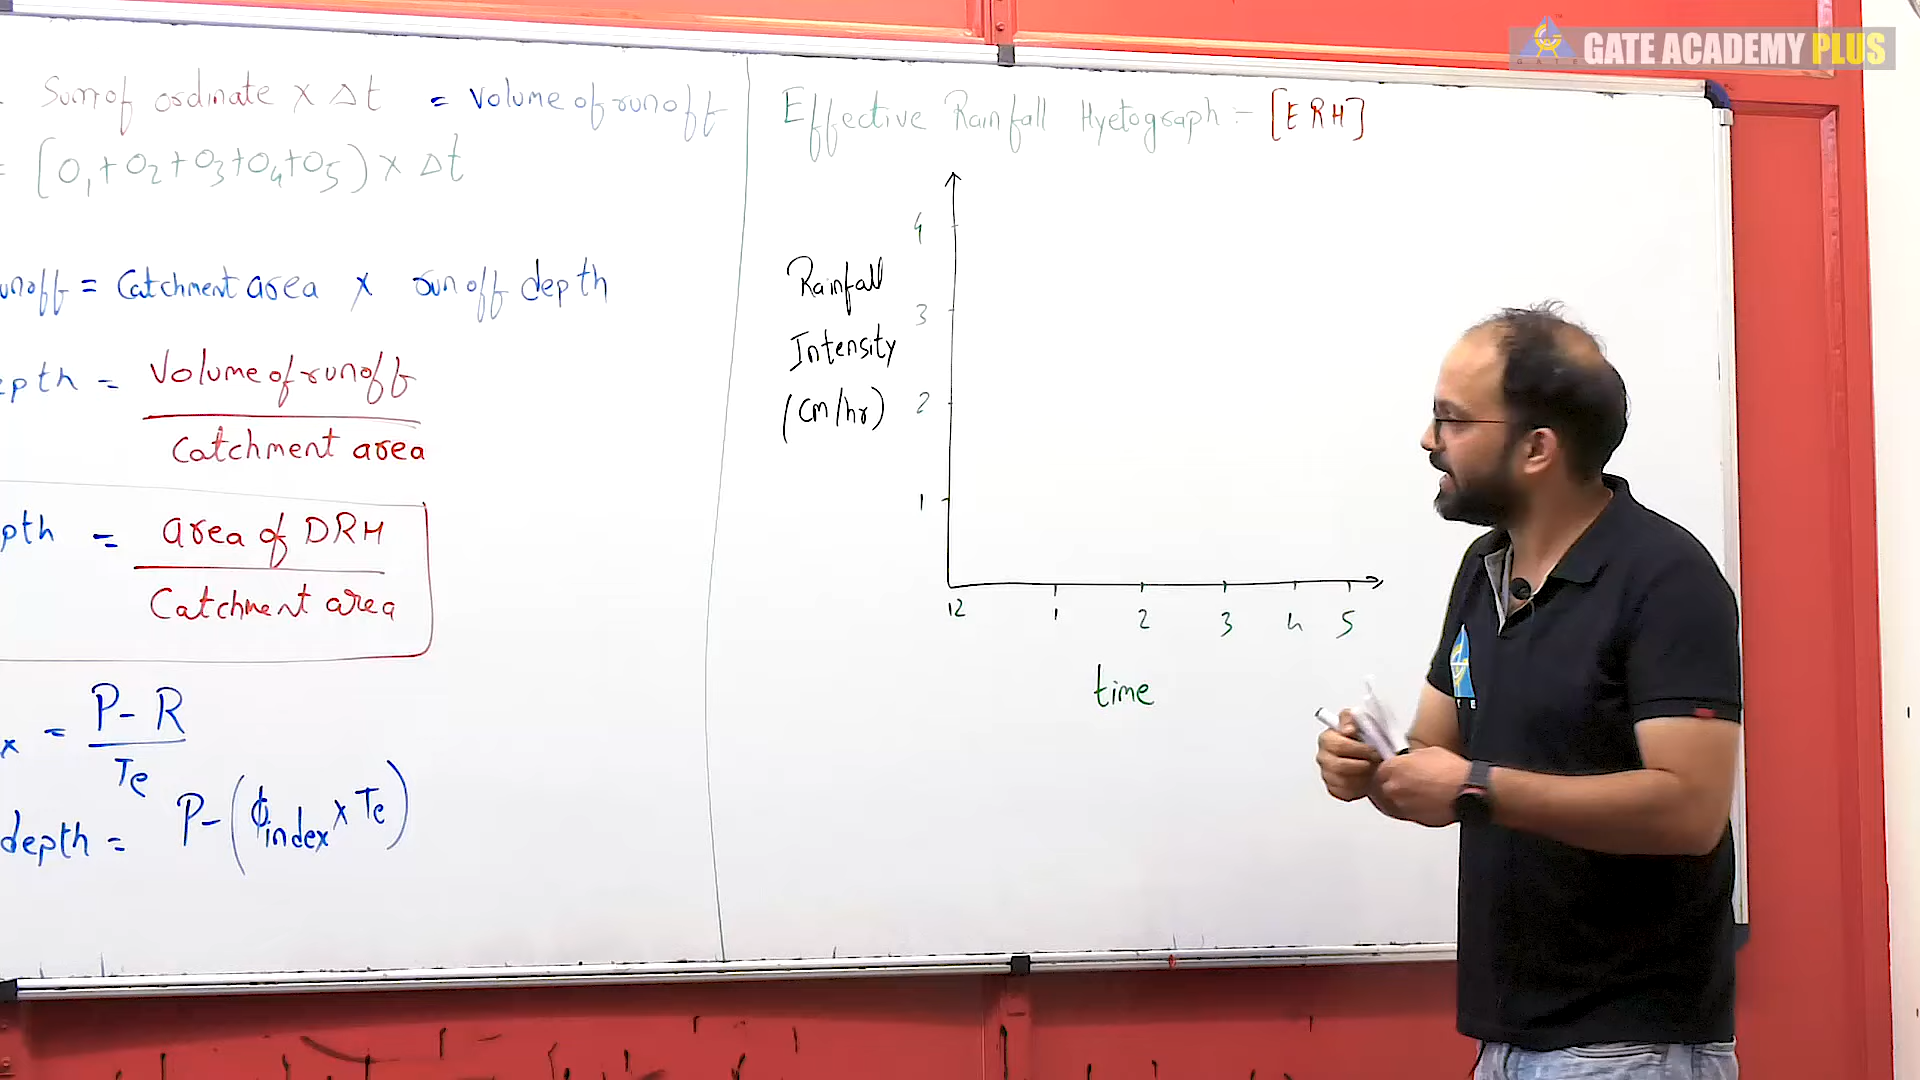 GATE ACADEMY PLUS
Sum of ordinate × Δt = Volume of runoff
= [O1+O2+O3+O4+O5) × Δt
unoff = Catchment area × runoff depth
epth = Volume of runoff
Catchment area
pth = area of DRH
Catchment area
x = P- R
Te
depth = P-(ϕindex × Te)
Effective Rainfall Hyetograph :- [ERH]
Rainfall
Intensity
(cm/hr)
4
3
2
1
12 1 2 3 4 5
time